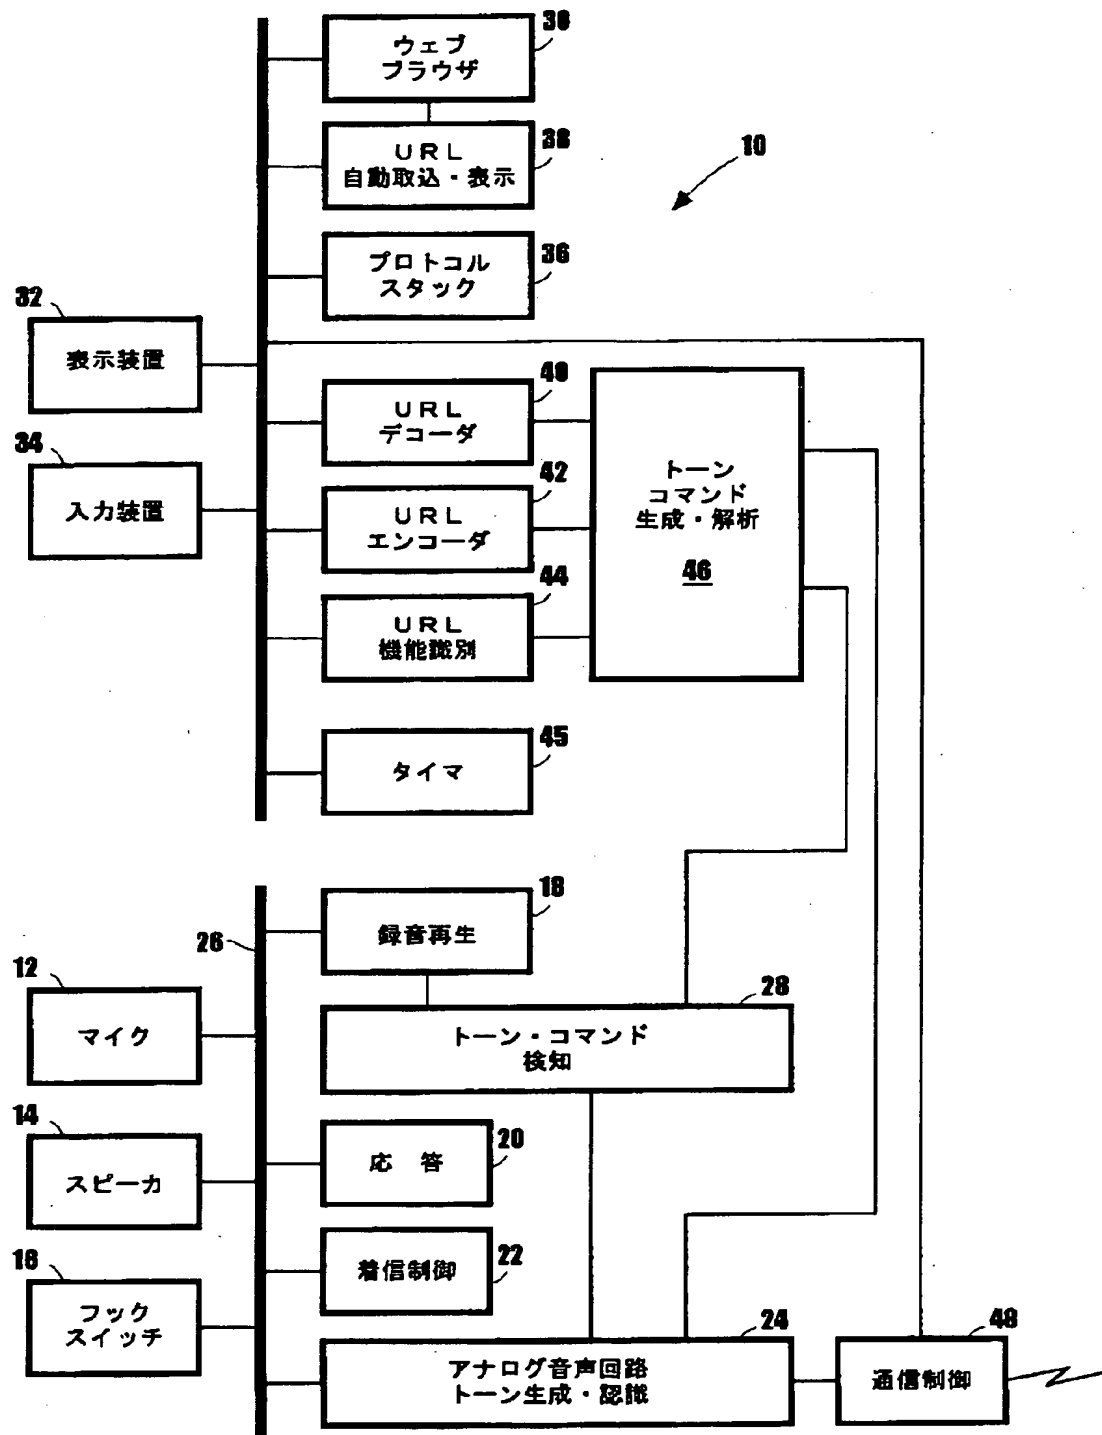 30
ウェブ
ブラウザ
38
URL
自動取込・表示
10
36
プロトコル
スタック
32
表示装置
40
URL
デコーダ
34
入力装置
42
URL
エンコーダ
トーン
コマンド
生成・解析
46
44
URL
機能識別
45
タイマ
18
録音再生
26
12
マイク
28
トーン・コマンド
検知
14
スピーカ
20
応 答
16
フック
スイッチ
22
着信制御
24
アナログ音声回路
トーン生成・認識
48
通信制御